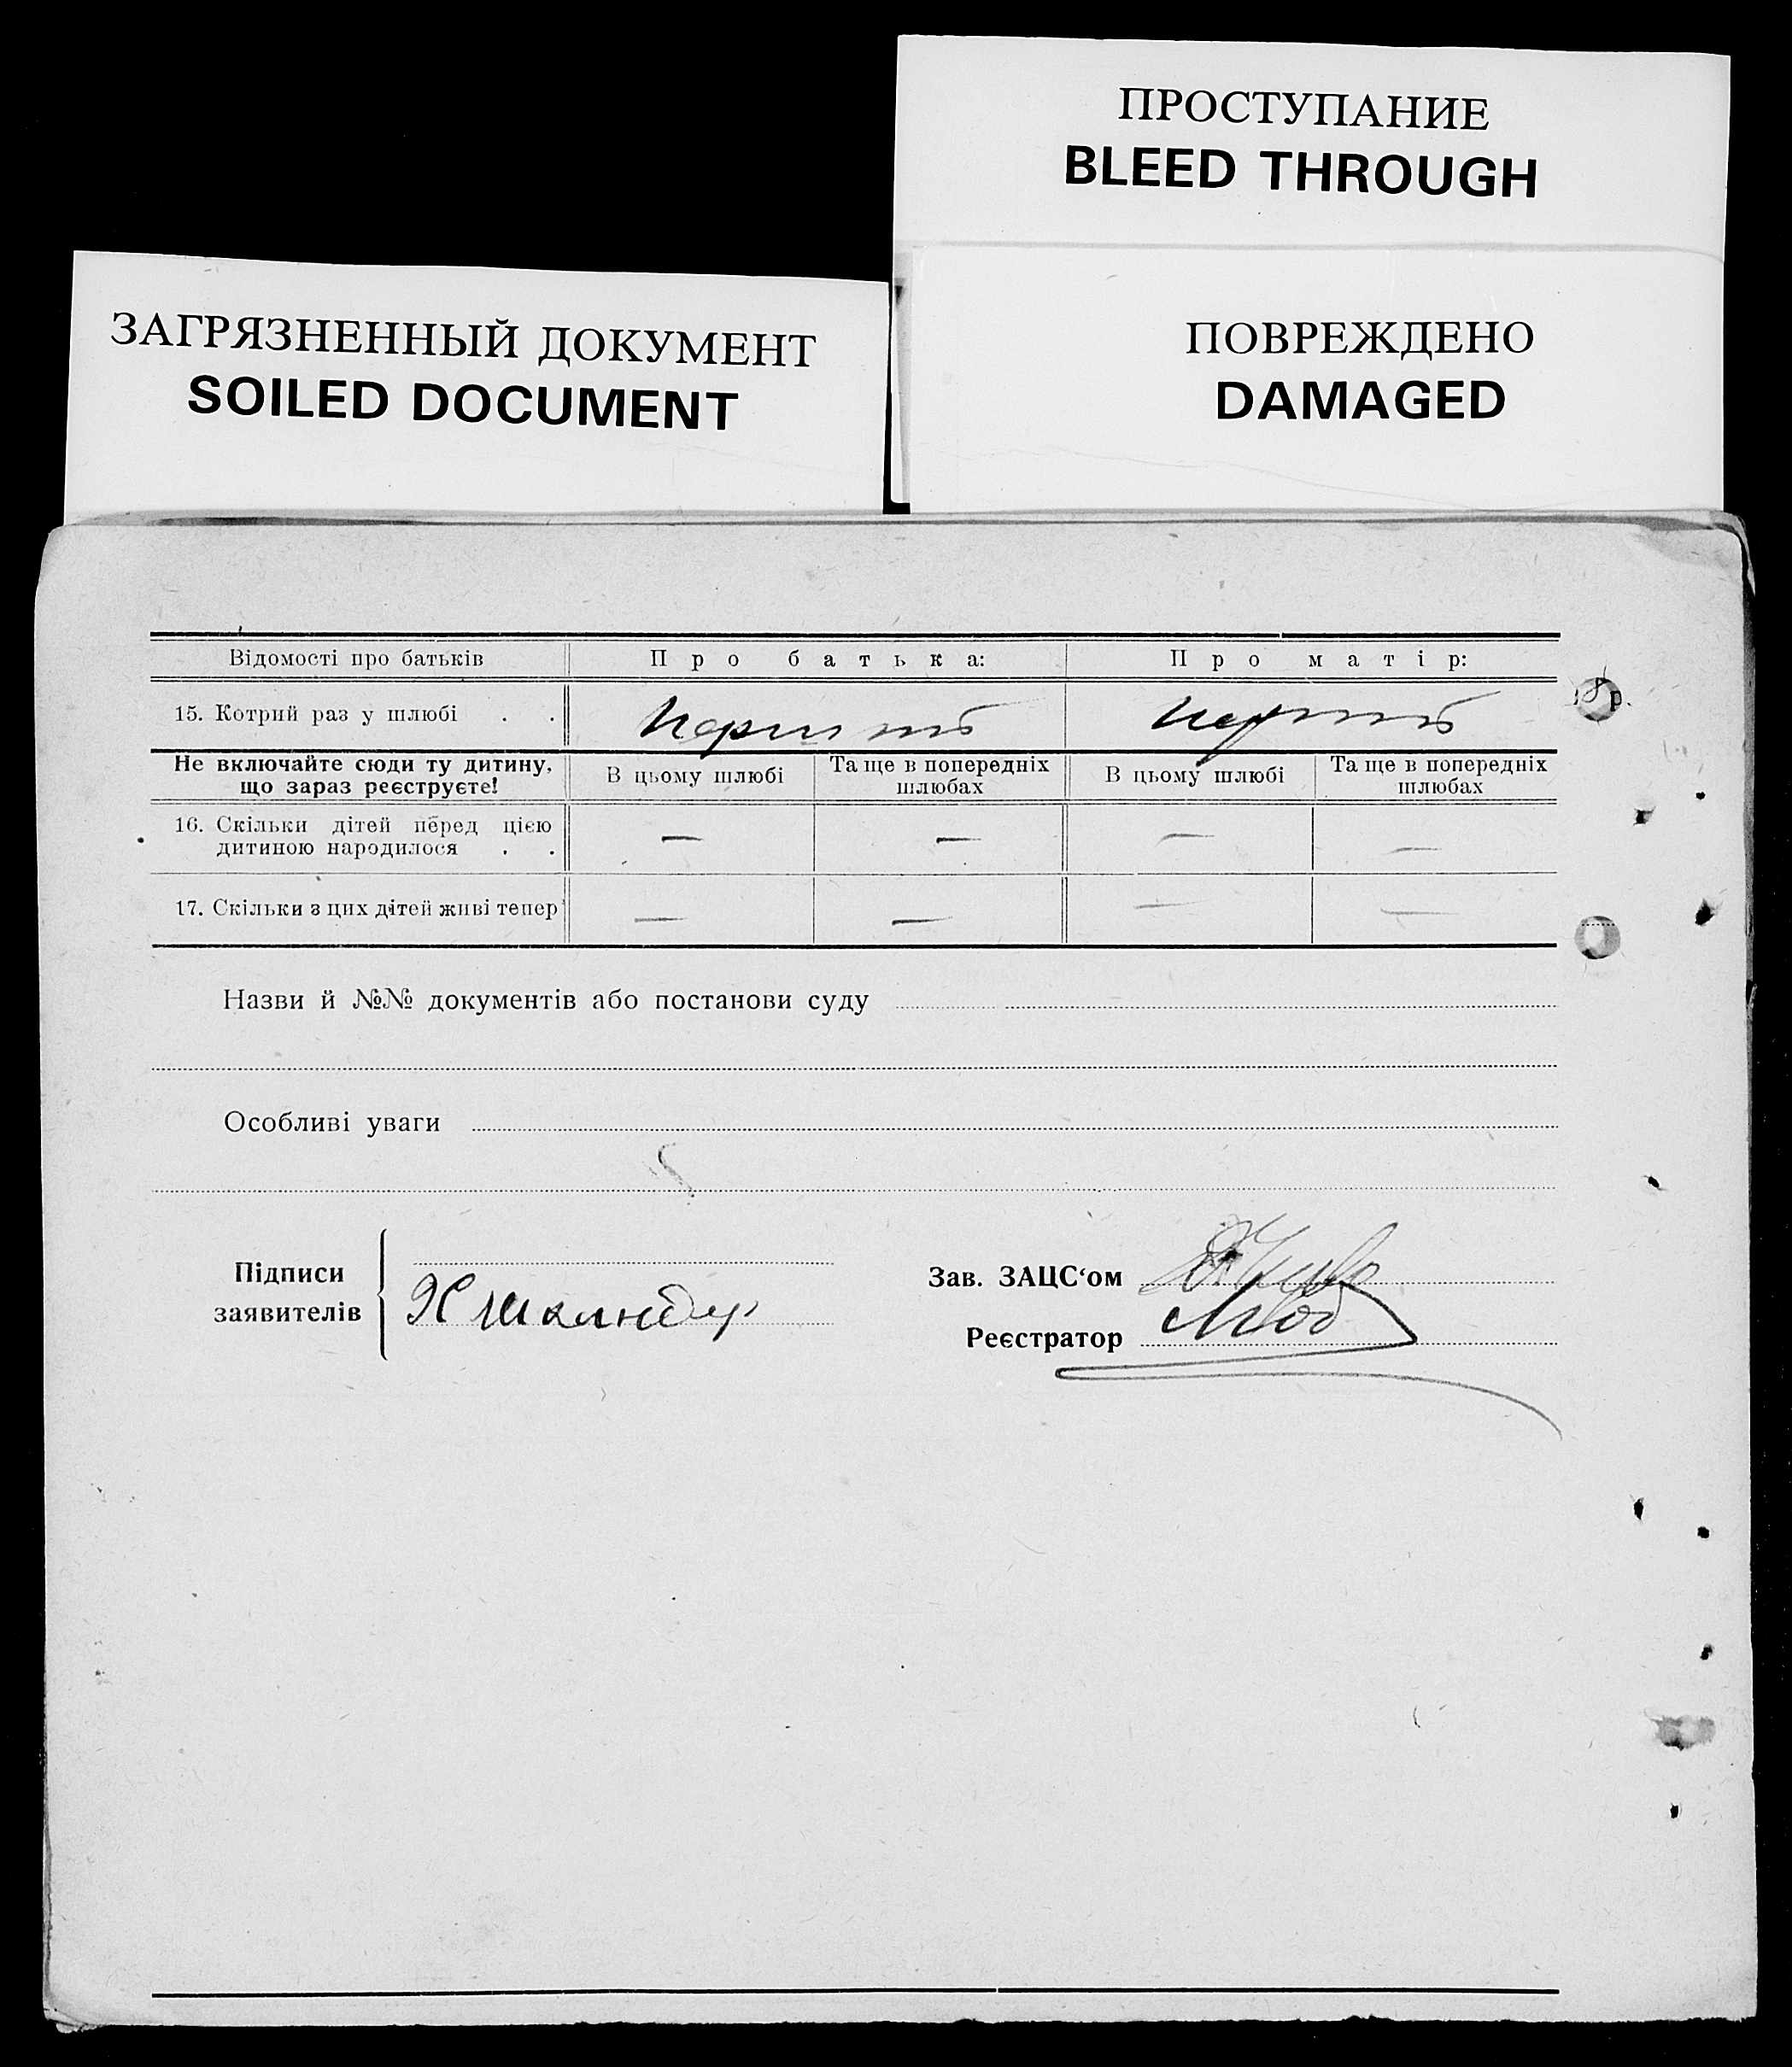 ПРОСТУПАНИЕ
BLEED THROUGH
ЗАГРЯЗНЕННЫЙ ДОКУМЕНТ
SOILED DOCUMENT
ПОВРЕЖДЕНО
DAMAGED
Відомості про батьків Про батька: Про матір:
15. Котрий раз у шлюбі . .
р.
Не включайте сюди ту дитину, що зараз реєструєте! В цьому шлюбі Та ще в попередніх шлюбах В цьому шлюбі Та ще в попередніх шлюбах
16. Скільки дітей перед цією — — — —
дитиною народилося . .
17. Скільки з цих дітей живі тепер — — — —
Назви й №№ документів або постанови суду
Особливі уваги
Підписи
заявителів
Зав. ЗАЦС‘ом
Реєстратор